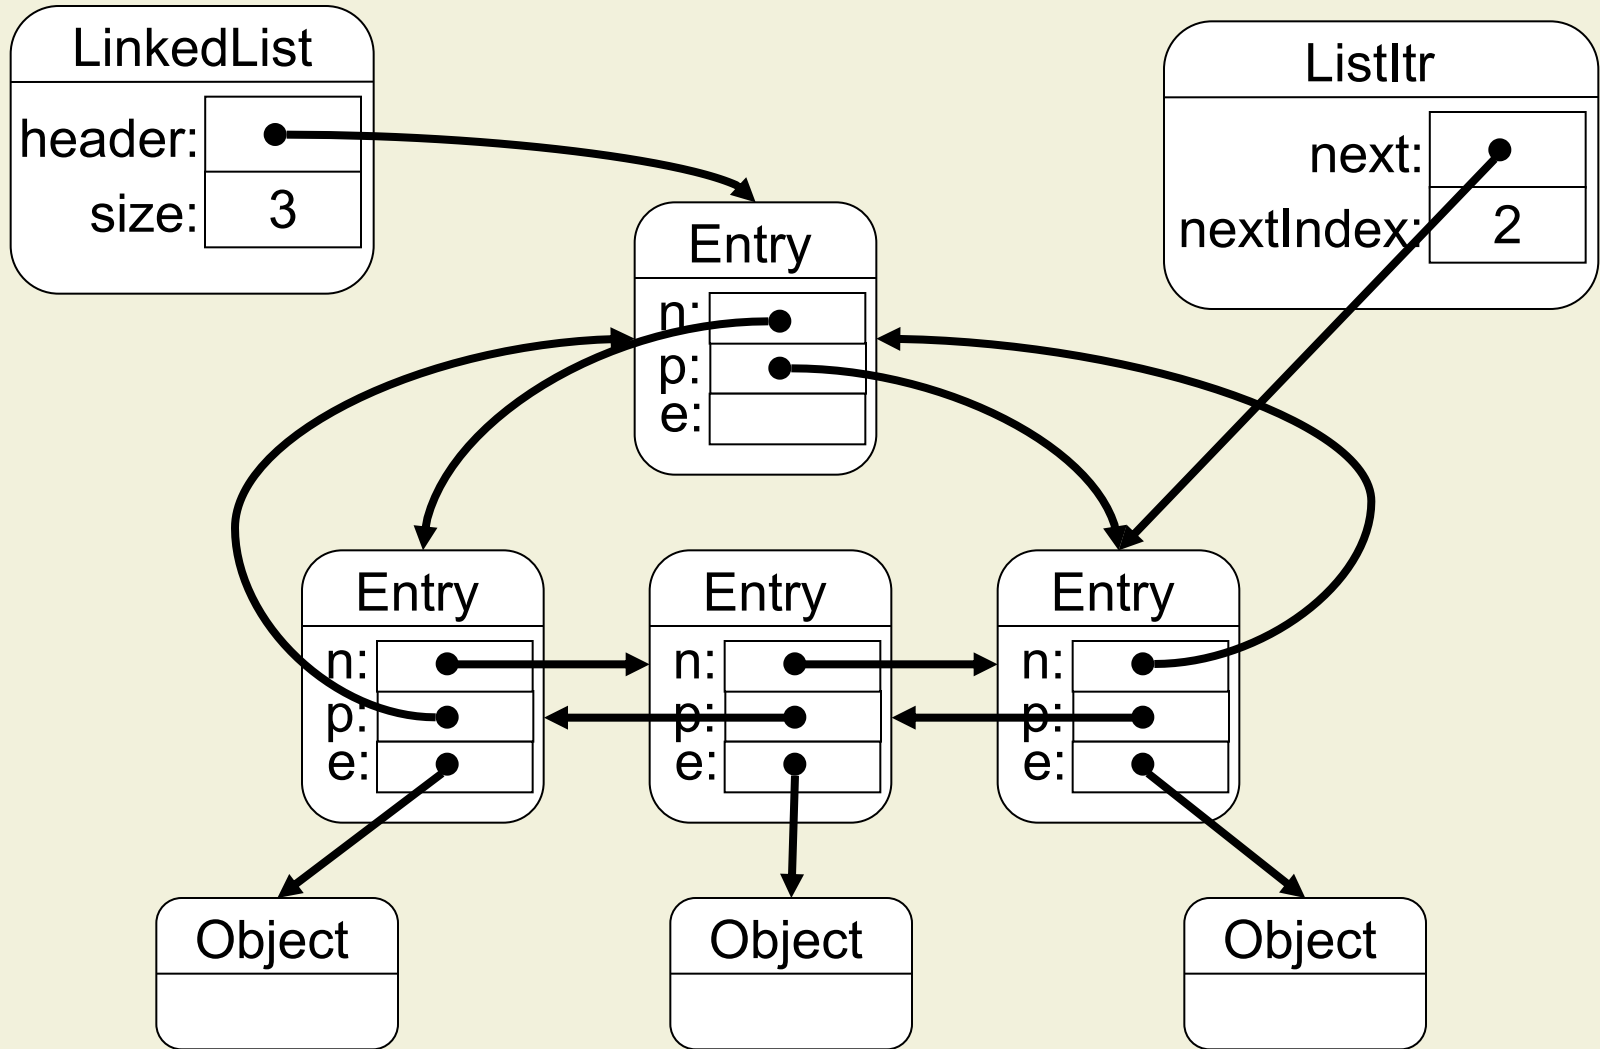 LinkedList
header:
size: 3
ListItr
next:
nextIndex: 2
Entry
n:
p:
e:
Entry
n:
p:
e:
Entry
n:
p:
e:
Entry
n:
p:
e:
Object
Object
Object